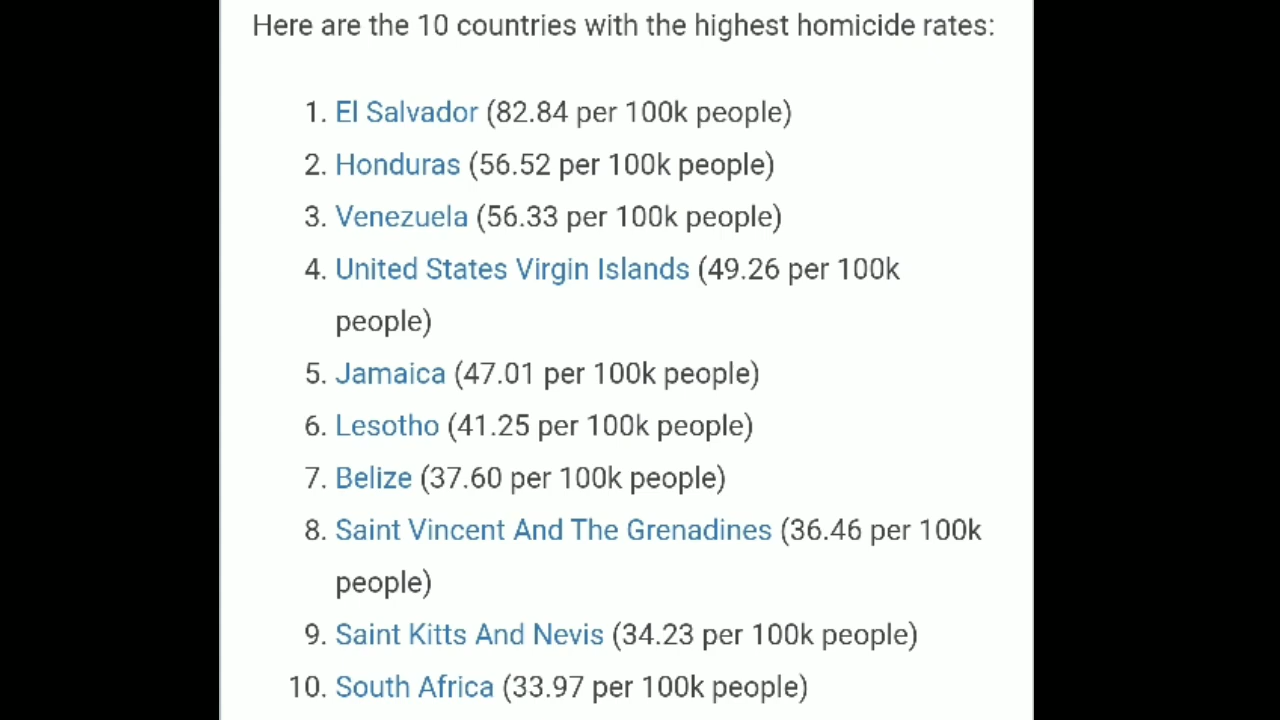 Here are the 10 countries with the highest homicide rates:
1. El Salvador (82.84 per 100k people)
2. Honduras (56.52 per 100k people)
3. Venezuela (56.33 per 100k people)
4. United States Virgin Islands (49.26 per 100k
people)
5. Jamaica (47.01 per 100k people)
6. Lesotho (41.25 per 100k people)
7. Belize (37.60 per 100k people)
8. Saint Vincent And The Grenadines (36.46 per 100k
people)
9. Saint Kitts And Nevis (34.23 per 100k people)
10. South Africa (33.97 per 100k people)